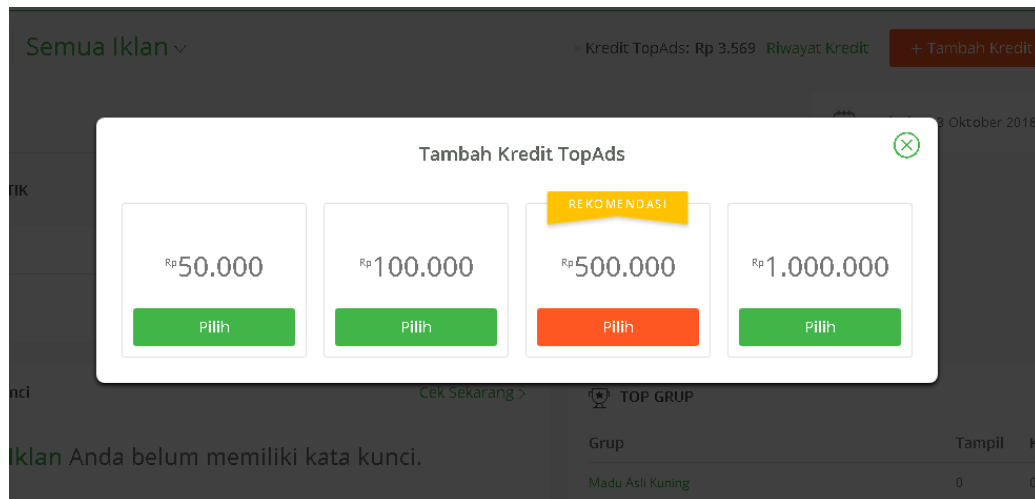 Semua Iklan
Kredit TopAds: Rp 3.569 Riwayat Kredit
+ Tambah Kredit
3 Oktober 2018
Tambah Kredit TopAds
TIK
REKOMENDASI
Rp50.000
Rp100.000
Rp500.000
Rp1.000.000
Pilih
Pilih
Pilih
Pilih
nci
Cek Sekarang >
TOP GRUP
Iklan Anda belum memiliki kata kunci.
Grup
Tampil
K
Madu Asli Kuning
0